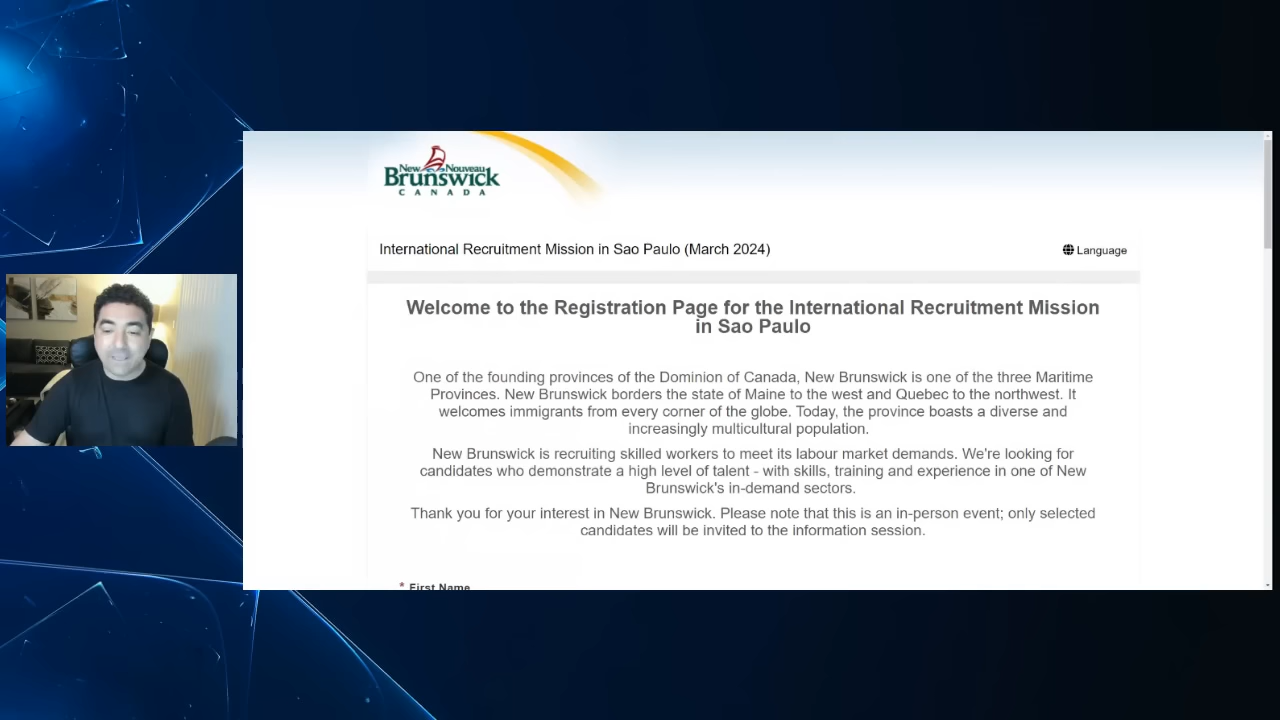 New Nouveau
Brunswick
CANADA
International Recruitment Mission in Sao Paulo (March 2024)
Language
Welcome to the Registration Page for the International Recruitment Mission
in Sao Paulo
One of the founding provinces of the Dominion of Canada, New Brunswick is one of the three Maritime
Provinces. New Brunswick borders the state of Maine to the west and Quebec to the northwest. It
welcomes immigrants from every corner of the globe. Today, the province boasts a diverse and
increasingly multicultural population.
New Brunswick is recruiting skilled workers to meet its labour market demands. We're looking for
candidates who demonstrate a high level of talent - with skills, training and experience in one of New
Brunswick's in-demand sectors.
Thank you for your interest in New Brunswick. Please note that this is an in-person event; only selected
candidates will be invited to the information session.
* First Name